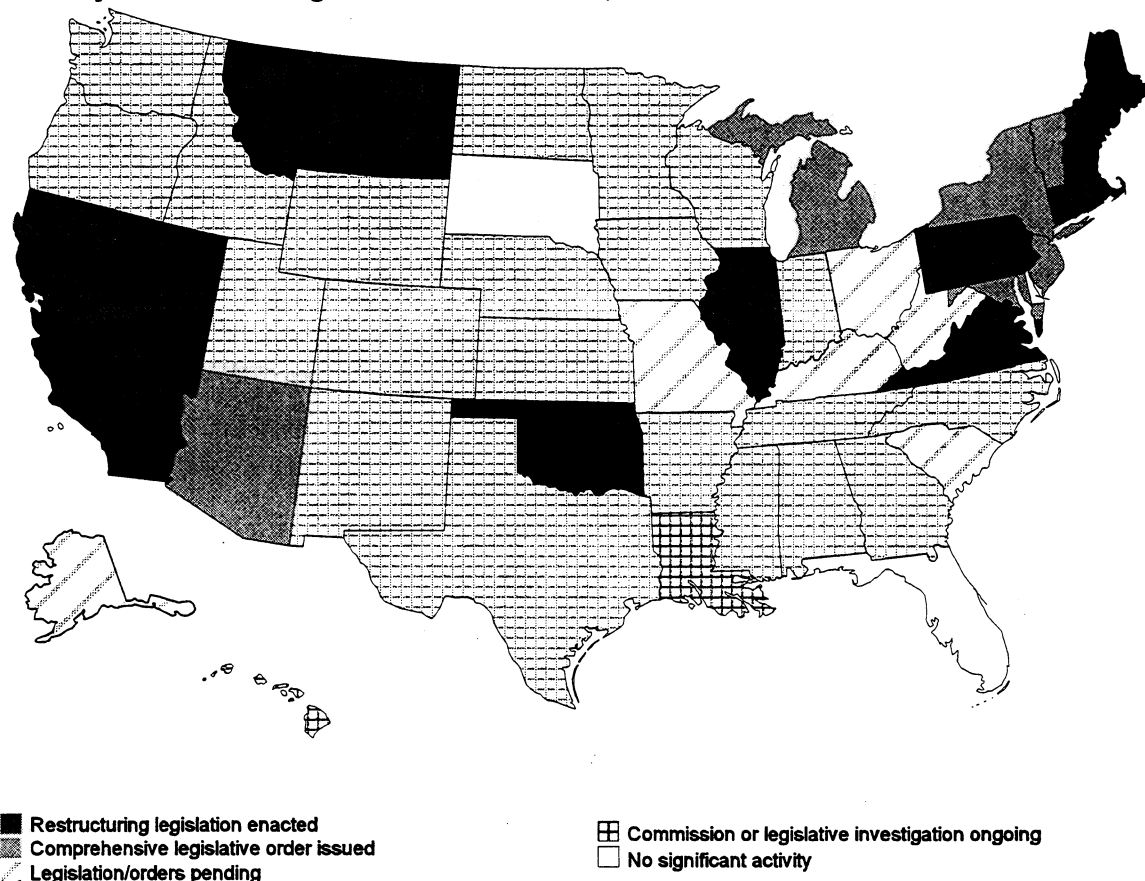 Restructuring legislation enacted
Comprehensive legislative order issued
Legislation/orders pending
Commission or legislative investigation ongoing
No significant activity